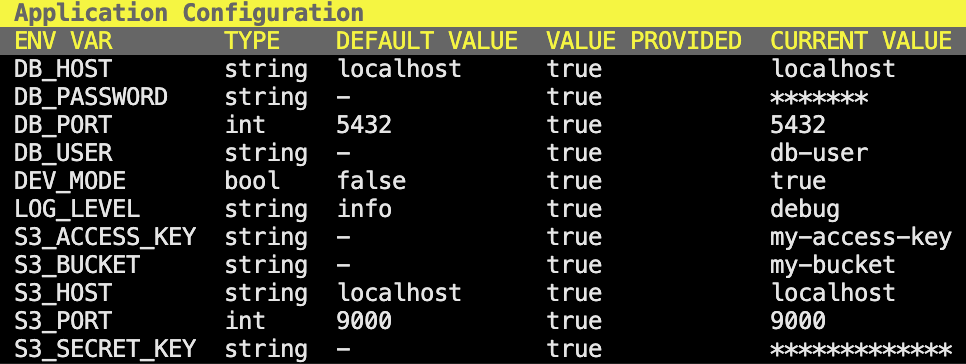 Application Configuration
ENV VAR TYPE DEFAULT VALUE VALUE PROVIDED CURRENT VALUE
DB_HOST string localhost true localhost
DB_PASSWORD string - true *******
DB_PORT int 5432 true 5432
DB_USER string - true db-user
DEV_MODE bool false true true
LOG_LEVEL string info true debug
S3_ACCESS_KEY string - true my-access-key
S3_BUCKET string - true my-bucket
S3_HOST string localhost true localhost
S3_PORT int 9000 true 9000
S3_SECRET_KEY string - true *************